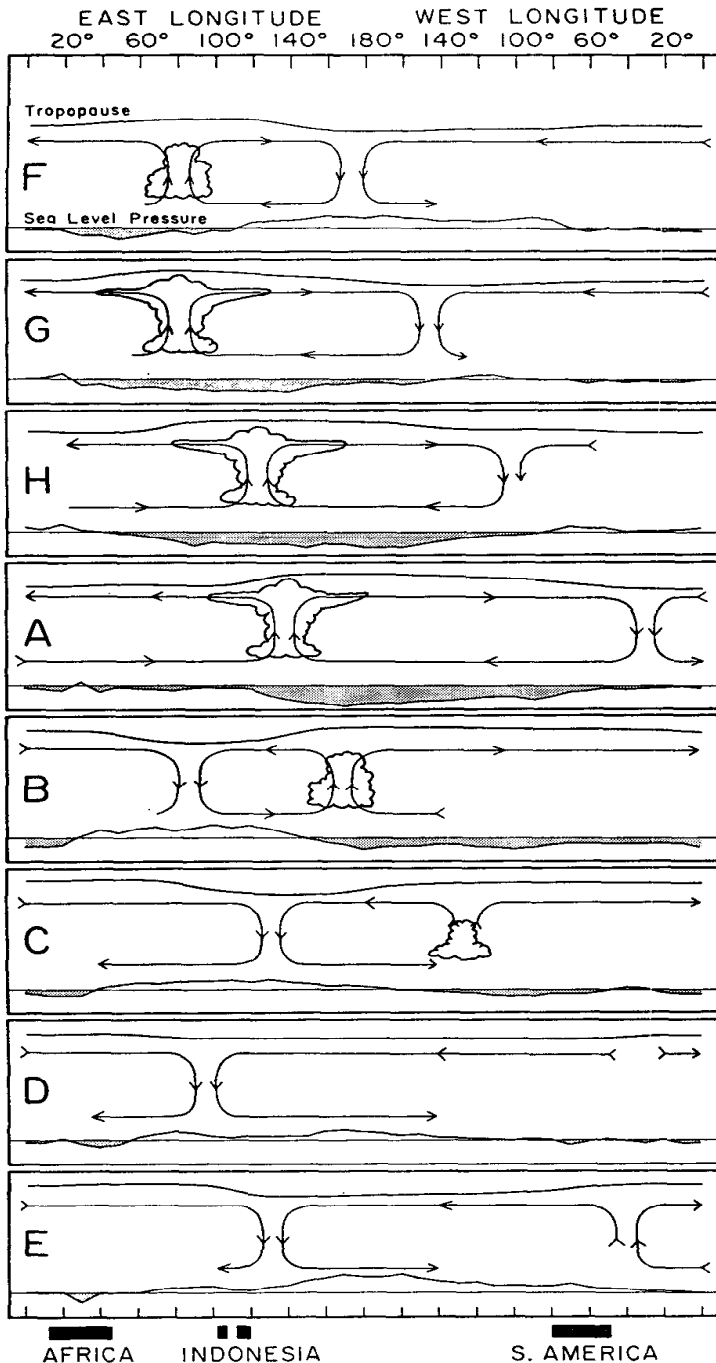 EAST LONGITUDE WEST LONGITUDE
20° 60° 100° 140° 180° 140° 100° 60° 20°
Tropopause
F
Sea Level Pressure
G
H
A
B
C
D
E
AFRICA INDONESIA S. AMERICA